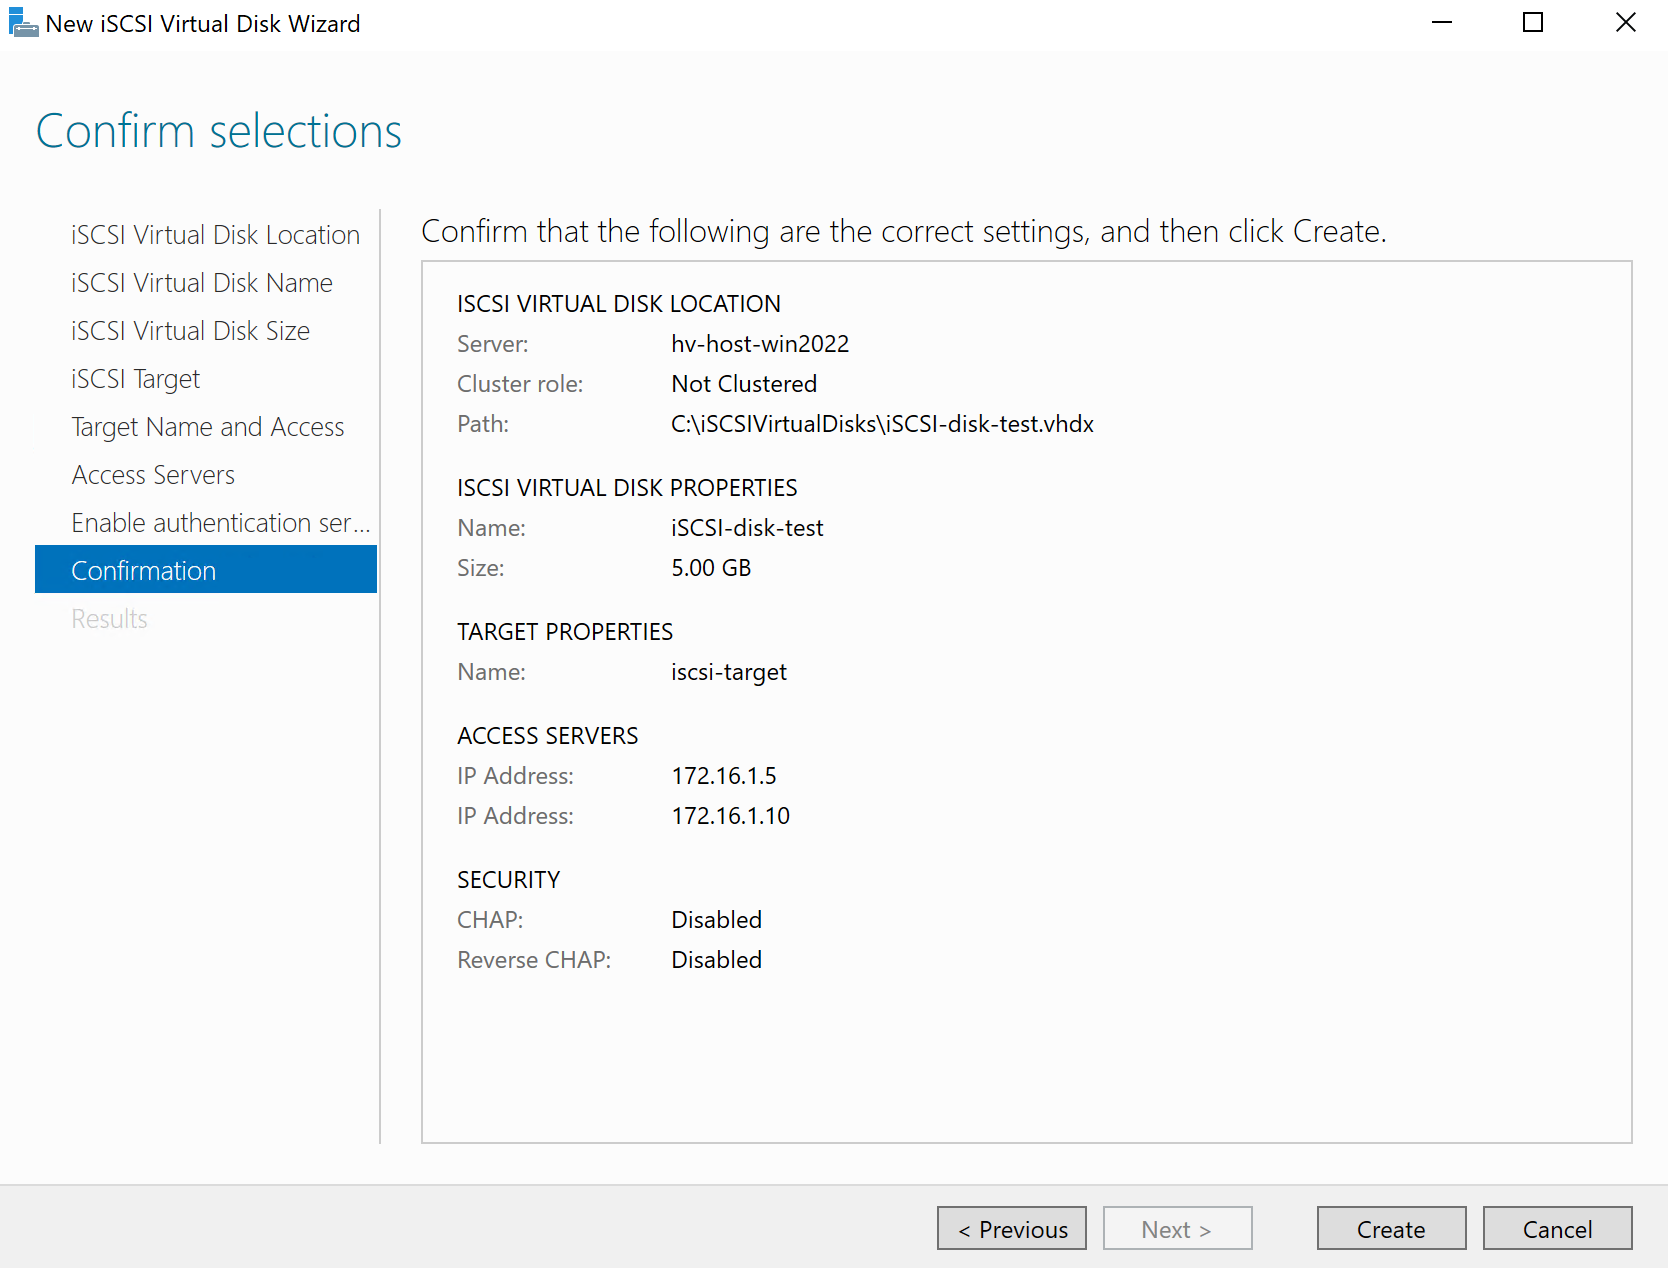 New iSCSI Virtual Disk Wizard
Confirm selections
iSCSI Virtual Disk Location
iSCSI Virtual Disk Name
iSCSI Virtual Disk Size
iSCSI Target
Target Name and Access
Access Servers
Enable authentication ser...
Confirmation
Results
Confirm that the following are the correct settings, and then click Create.
ISCSI VIRTUAL DISK LOCATION
Server: hv-host-win2022
Cluster role: Not Clustered
Path: C:\iSCSIVirtualDisks\iSCSI-disk-test.vhdx
ISCSI VIRTUAL DISK PROPERTIES
Name: iSCSI-disk-test
Size: 5.00 GB
TARGET PROPERTIES
Name: iscsi-target
ACCESS SERVERS
IP Address: 172.16.1.5
IP Address: 172.16.1.10
SECURITY
CHAP: Disabled
Reverse CHAP: Disabled
< Previous Next > Create Cancel